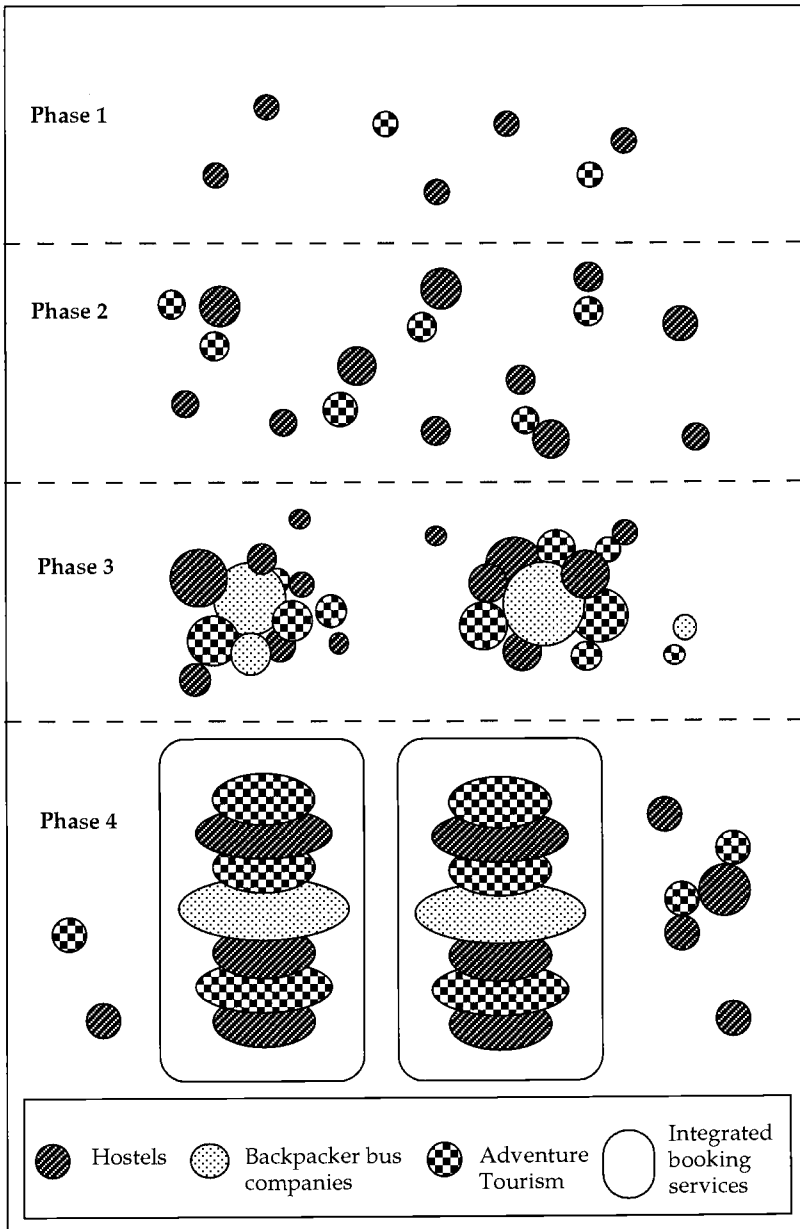 Phase 1
Phase 2
Phase 3
Phase 4
Hostels
Backpacker bus
companies
Adventure
Tourism
Integrated
booking
services